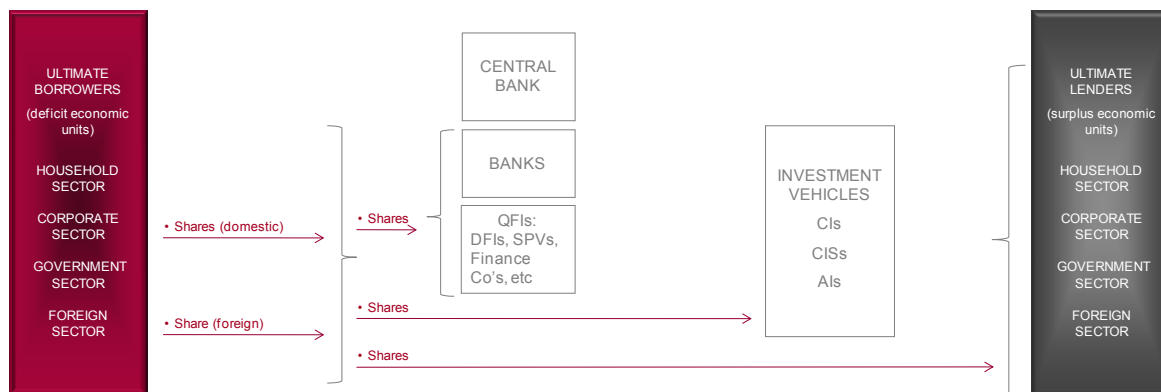 ULTIMATE
BORROWERS
(deficit economic
units)
HOUSEHOLD
SECTOR
CORPORATE
SECTOR
GOVERNMENT
SECTOR
FOREIGN
SECTOR
• Shares (domestic)
• Share (foreign)
• Shares
• Shares
• Shares
CENTRAL
BANK
BANKS
QFIs:
DFIs, SPVs,
Finance
Co's, etc
INVESTMENT
VEHICLES
CIs
CISs
AIs
ULTIMATE
LENDERS
(surplus economic
units)
HOUSEHOLD
SECTOR
CORPORATE
SECTOR
GOVERNMENT
SECTOR
FOREIGN
SECTOR